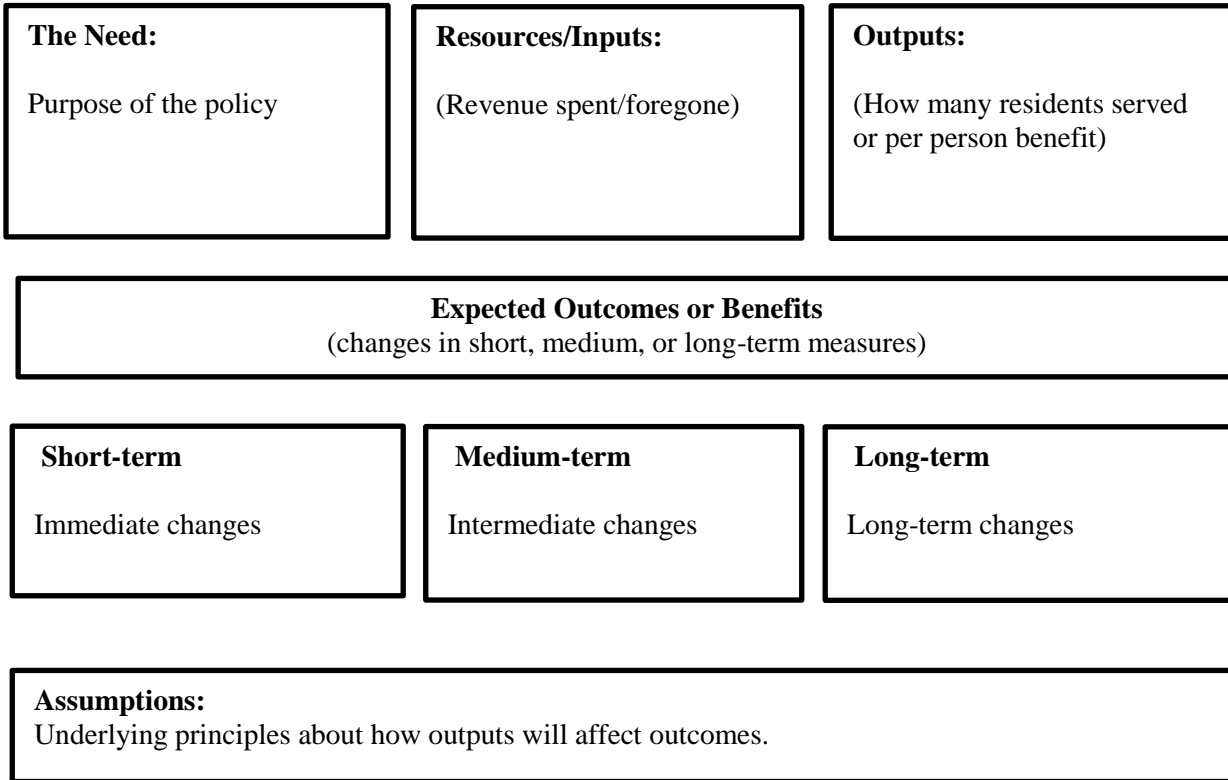 The Need:
Purpose of the policy
Resources/Inputs:
(Revenue spent/foregone)
Outputs:
(How many residents served
or per person benefit)
Expected Outcomes or Benefits
(changes in short, medium, or long-term measures)
Short-term
Immediate changes
Medium-term
Intermediate changes
Long-term
Long-term changes
Assumptions:
Underlying principles about how outputs will affect outcomes.